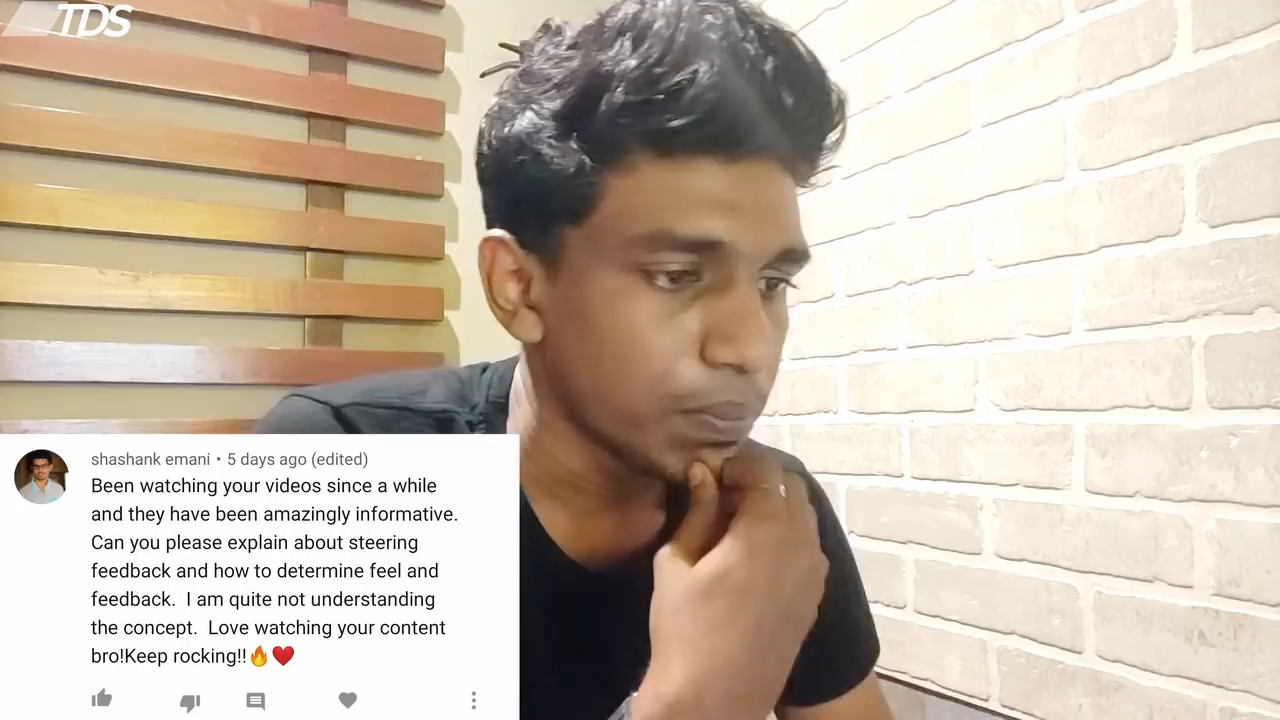 TDS
shashank emani • 5 days ago (edited)
Been watching your videos since a while
and they have been amazingly informative.
Can you please explain about steering
feedback and how to determine feel and
feedback.  I am quite not understanding
the concept.  Love watching your content
bro!Keep rocking!!🔥❤️